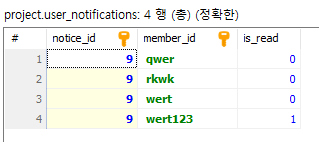 project.user_notifications: 4 행 (총) (정확한)
# notice_id member_id is_read
1 9 qwer 0
2 9 rkwk 0
3 9 wert 0
4 9 wert123 1